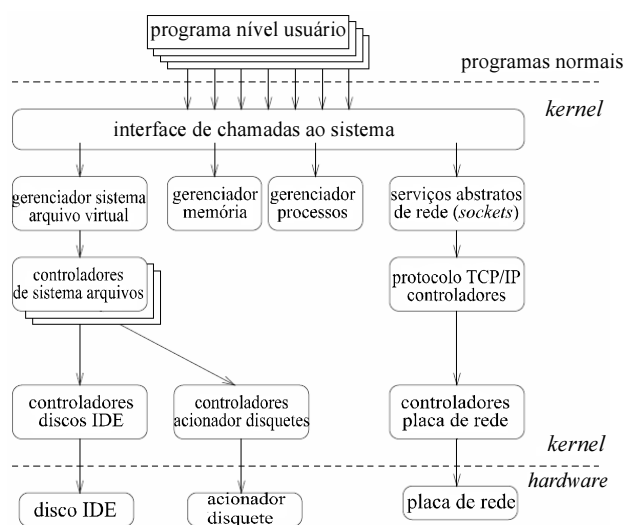 programa nível usuário
programas normais
kernel
interface de chamadas ao sistema
gerenciador sistema
arquivo virtual
gerenciador
memória
gerenciador
processos
serviços abstratos
de rede (sockets)
controladores
de sistema arquivos
protocolo TCP/IP
controladores
controladores
discos IDE
controladores
acionador disquetes
controladores
placa de rede
kernel
hardware
disco IDE
acionador
disquete
placa de rede